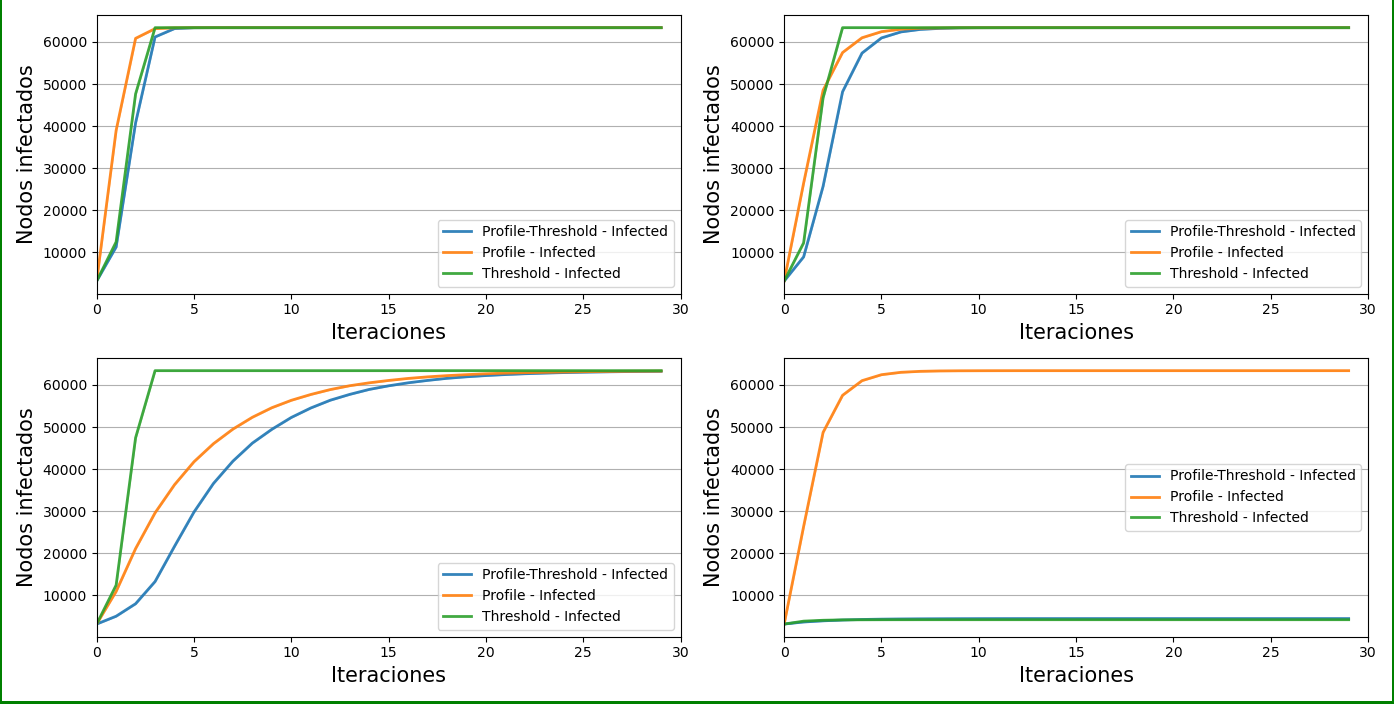 Nodos infectados
60000
50000
40000
30000
20000
10000
Profile-Threshold - Infected
Profile - Infected
Threshold - Infected
0 5 10 15 20 25 30
Iteraciones
Nodos infectados
60000
50000
40000
30000
20000
10000
Profile-Threshold - Infected
Profile - Infected
Threshold - Infected
0 5 10 15 20 25 30
Iteraciones
Nodos infectados
60000
50000
40000
30000
20000
10000
Profile-Threshold - Infected
Profile - Infected
Threshold - Infected
0 5 10 15 20 25 30
Iteraciones
Nodos infectados
60000
50000
40000
30000
20000
10000
Profile-Threshold - Infected
Profile - Infected
Threshold - Infected
0 5 10 15 20 25 30
Iteraciones